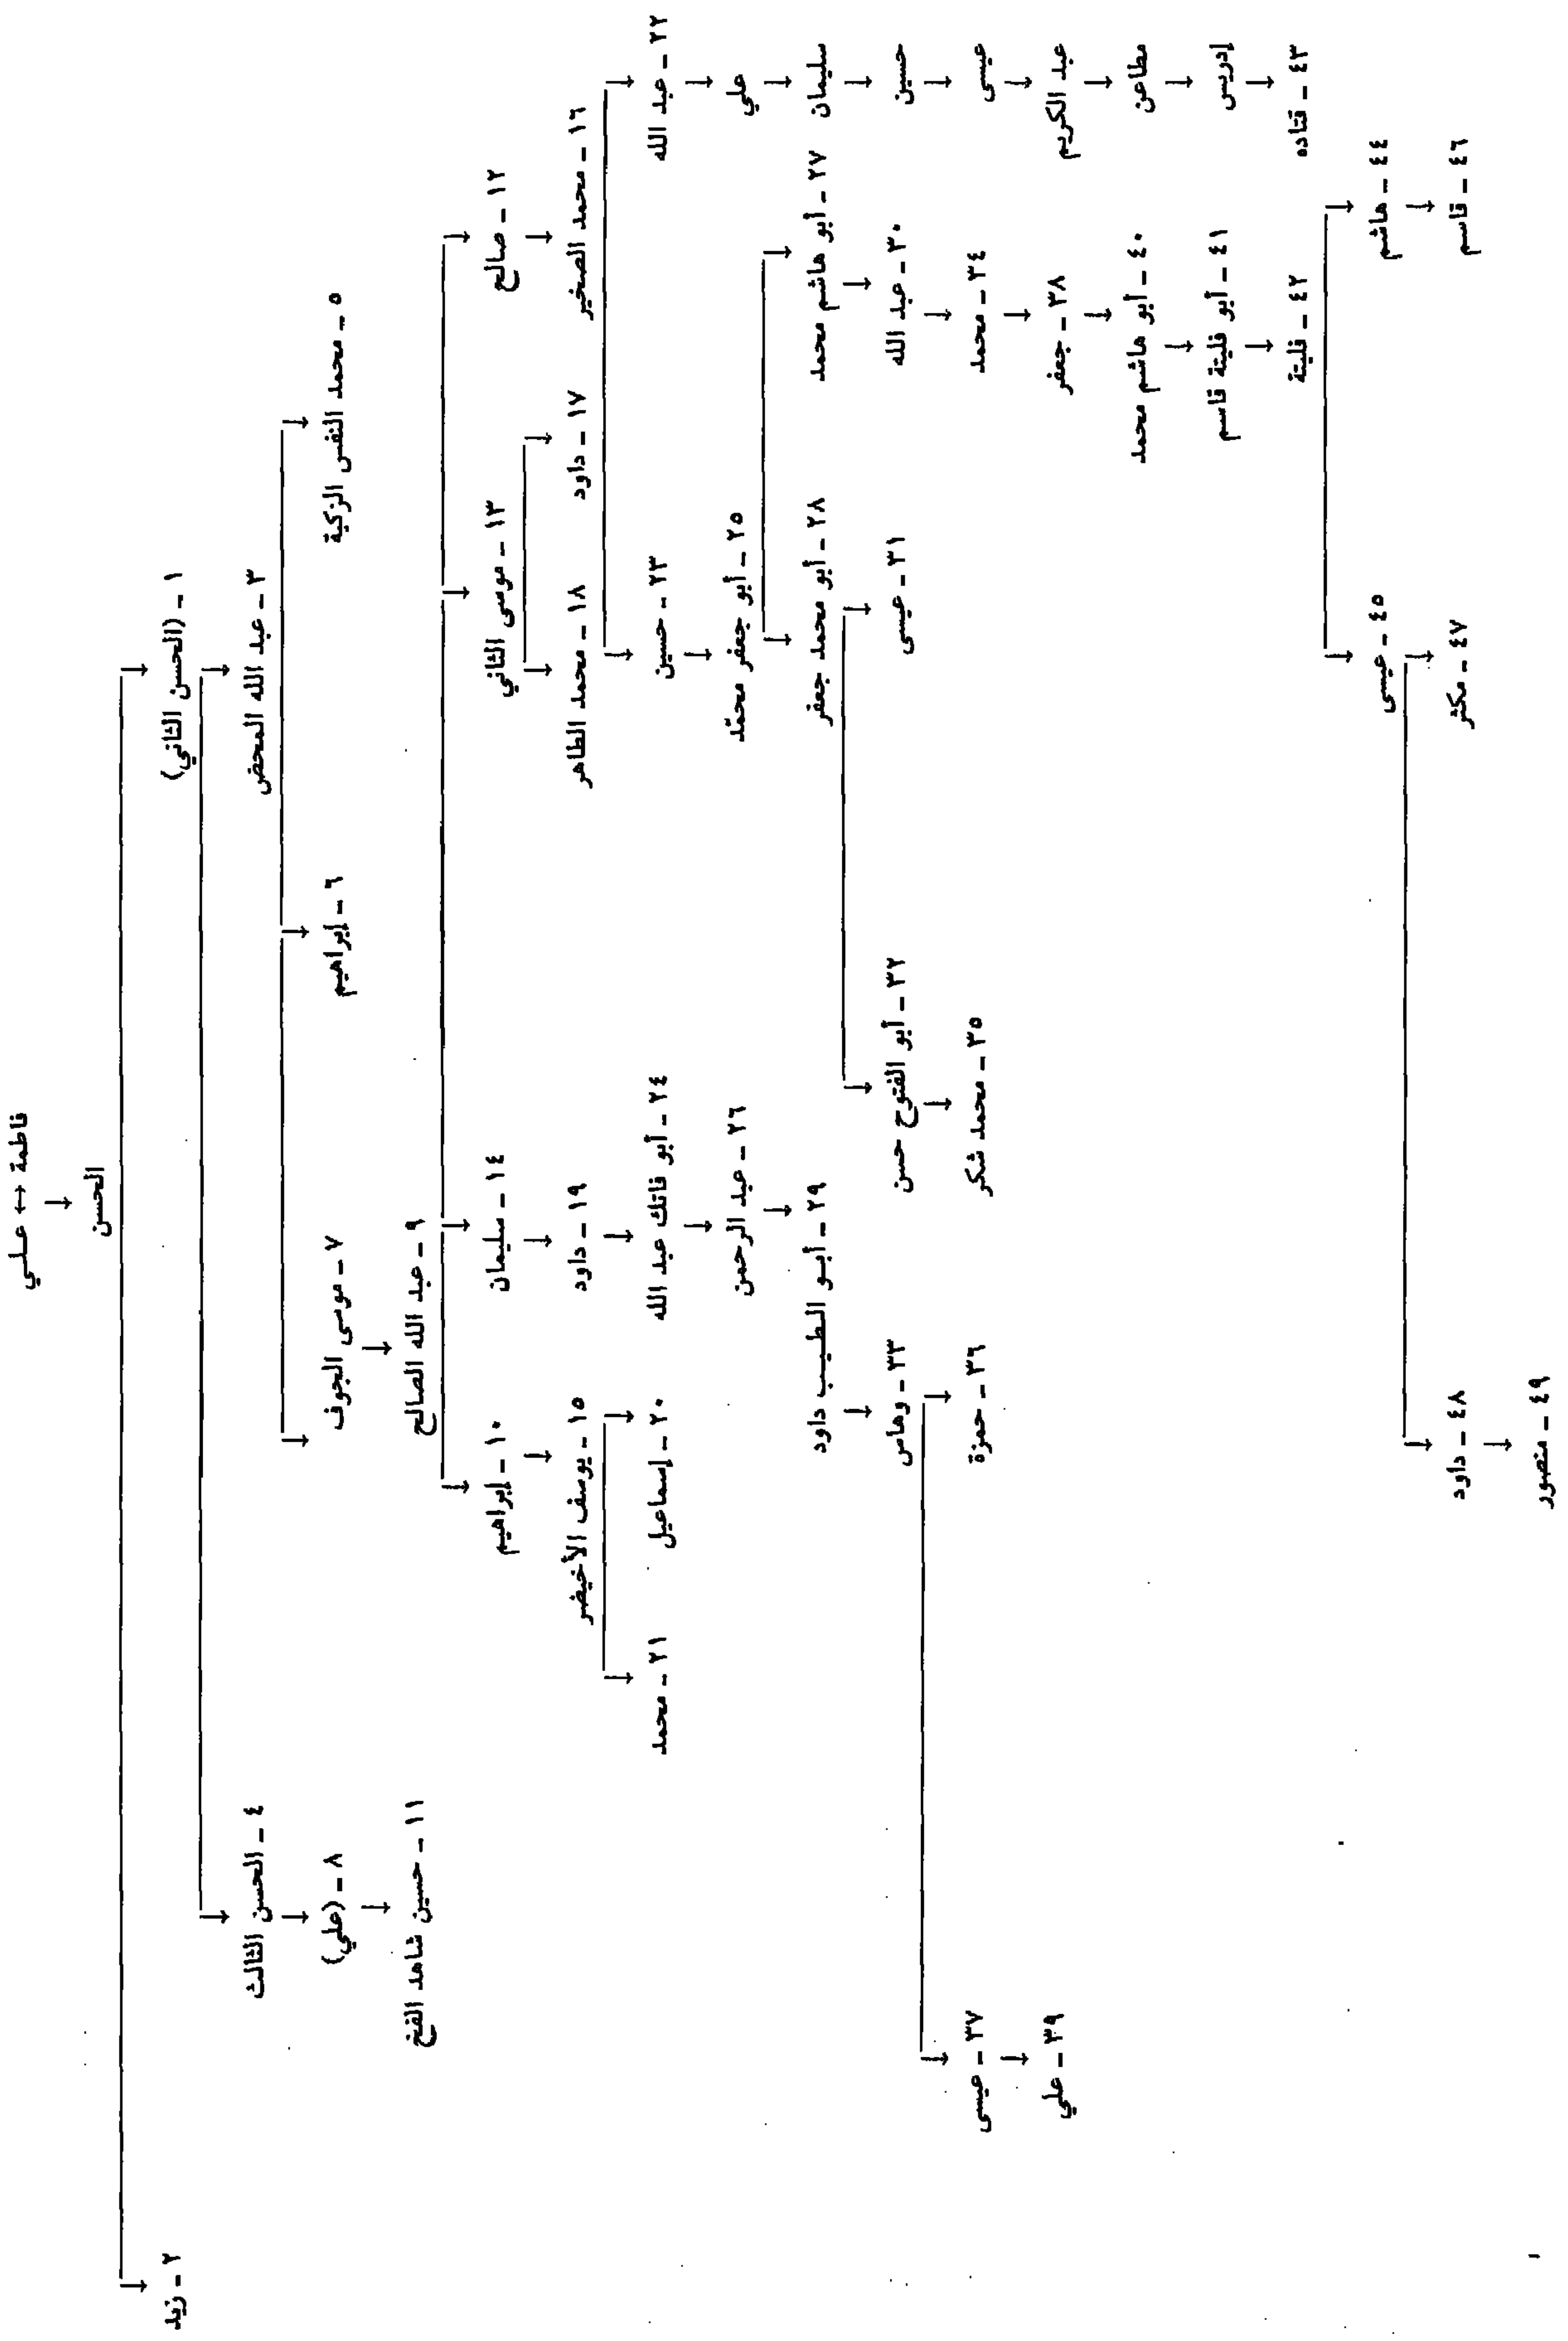 فاطمة ↔ علي
الحسن
١ - (الحسن الثاني)
٢ - زيد
٣ - عبد الله المحض
٤ - الحسن الثالث
٥ - محمد النفس الزكية
٦ - إبراهيم
٧ - موسى الجوف
٨ - (علي)
٩ - عبد الله الصالح
١١ - حسين شاهد الفخ
١٢ - صالح
١٣ - موسى الثاني
١٤ - سليمان
١٠ - إبراهيم
١٦ - محمد الصغير
١٧ - داود
١٨ - محمد الطاهر
١٩ - داود
١٥ - يوسف الأخيضر
٢٢ - عبد الله
٢٣ - حسين
٢٤ - أبو فاتك عبد الله
٢٠ - إسماعيل
٢١ - محمد
علي
٢٥ - أبو جعفر محمّد
٢٦ - عبد الرحمن
سليمان
٢٧ - أبو هاشم محمد
٢٨ - أبو محمد جعفر
٢٩ - أبو الطيب داود
حسين
٣٠ - عبد الله
٣١ - عيسى
٣٢ - أبو الفتوح حسن
٣٣ - وهاس
عيسى
٣٤ - محمد
٣٥ - محمد شكر
٣٦ - حمزة
٣٧ - عيسى
عبد الكريم
٣٨ - جعفر
٣٩ - علي
مطاعن
٤٠ - أبو هاشم محمد
إدريس
٤١ - أبو فليتة قاسم
٤٣ - قتاده
٤٢ - فليتة
٤٤ - هاشم
٤٥ - عيسى
٤٦ - قاسم
٤٧ - مكثر
٤٨ - داود
٤٩ - منصور